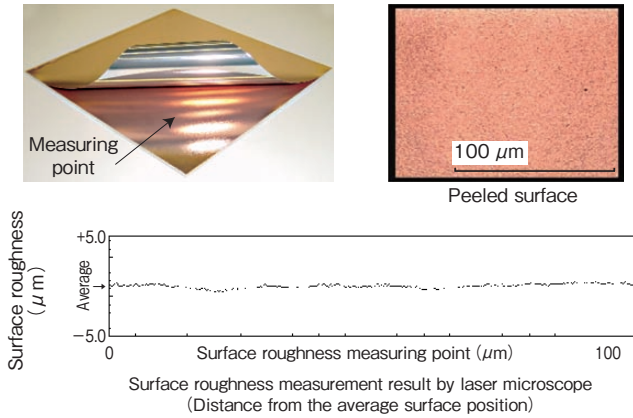 Measuring
point
100 μm
Peeled surface
Surface roughness
(μm)
+5.0
Average
−5.0
0
Surface roughness measuring point (μm)
100
Surface roughness measurement result by laser microscope
(Distance from the average surface position)